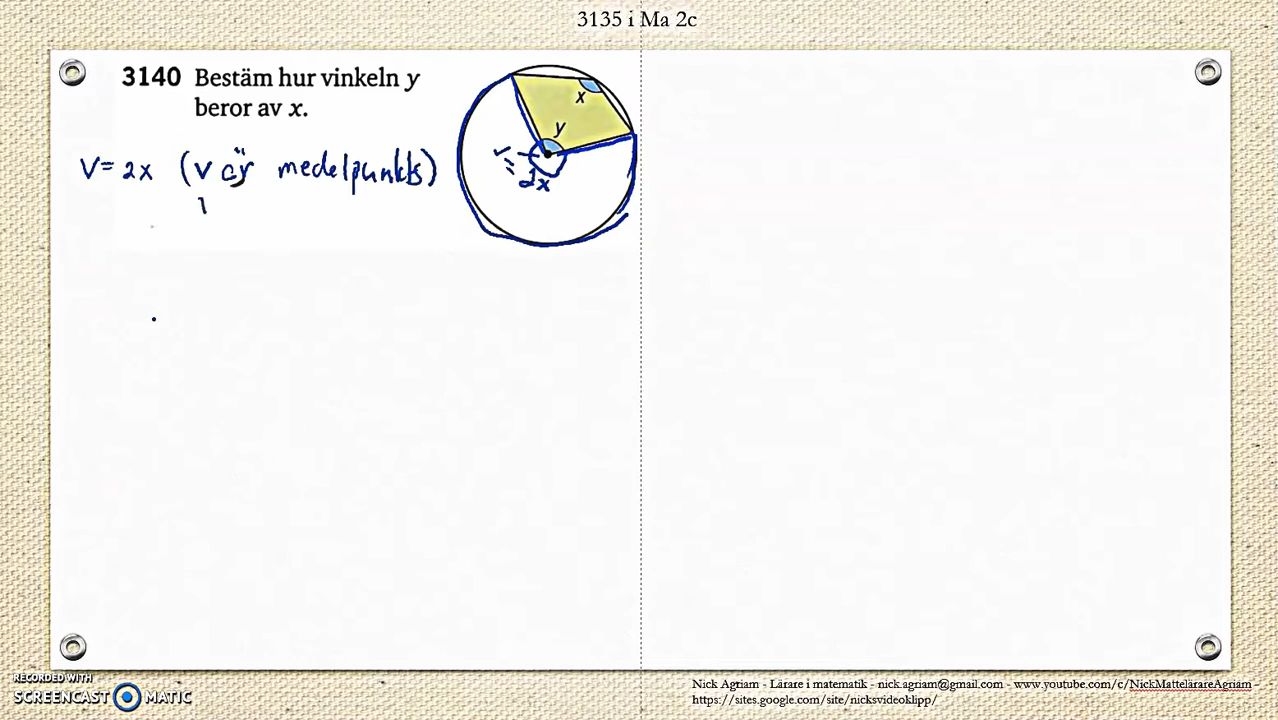 3135 i Ma 2c
3140 Bestäm hur vinkeln y
beror av x.
V = 2x (v är medelpunkts)
x
y
v = 2x
RECORDED WITH
SCREENCAST MATIC
Nick Agriam - Lärare i matematik - nick.agriam@gmail.com - www.youtube.com/c/NickMattelärareAgriam
https://sites.google.com/site/nicksvideoklipp/